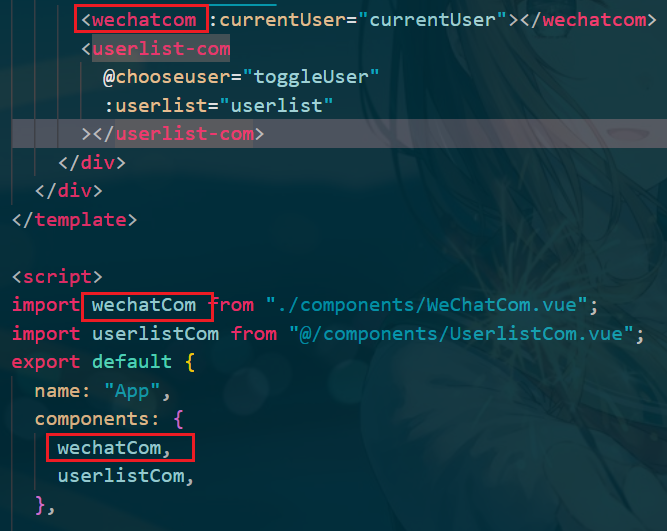 <wechatcom :currentUser="currentUser"></wechatcom>
<userlist-com
@chooseuser="toggleUser"
:userlist="userlist"
></userlist-com>
</div>
</div>
</template>
<script>
import wechatCom from "./components/WeChatCom.vue";
import userlistCom from "@/components/UserlistCom.vue";
export default {
name: "App",
components: {
wechatCom,
userlistCom,
},